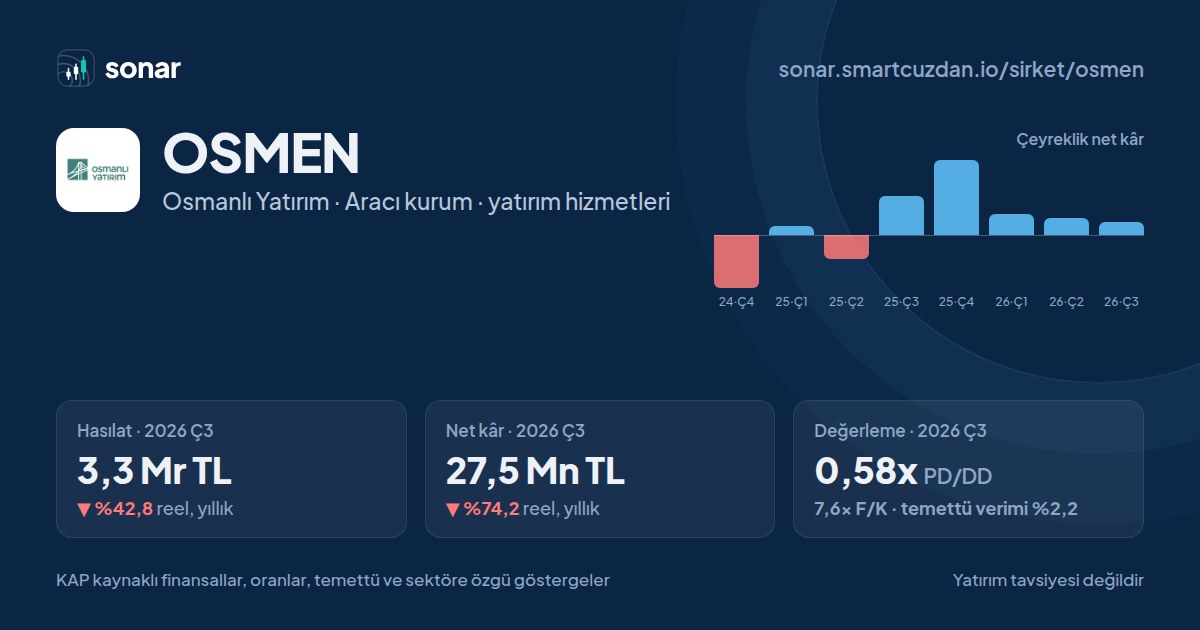 sonar
sonar.smartcuzdan.io/sirket/osmen
osmanlı
YATIRIM
OSMEN
Osmanlı Yatırım · Aracı kurum · yatırım hizmetleri
Çeyreklik net kâr
24·Ç4 25·Ç1 25·Ç2 25·Ç3 25·Ç4 26·Ç1 26·Ç2 26·Ç3
Hasılat · 2026 Ç3
3,3 Mr TL
▼ %42,8 reel, yıllık
Net kâr · 2026 Ç3
27,5 Mn TL
▼ %74,2 reel, yıllık
Değerleme · 2026 Ç3
0,58x PD/DD
7,6x F/K · temettü verimi %2,2
KAP kaynaklı finansallar, oranlar, temettü ve sektöre özgü göstergeler
Yatırım tavsiyesi değildir